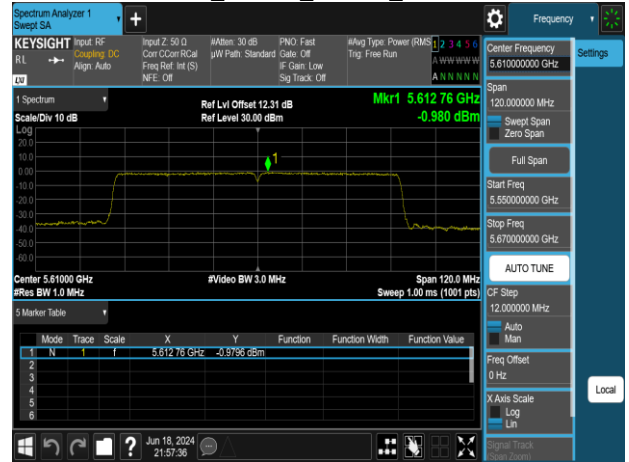 Spectrum Analyzer 1
Swept SA
+
Frequency
KEYSIGHT
RL
LXI
Input: RF
Coupling: DC
Align: Auto
Input Z: 50 Ω
Corr CCorr RCal
Freq Ref: Int (S)
NFE: Off
#Atten: 30 dB
µW Path: Standard
PNO: Fast
Gate: Off
IF Gain: Low
Sig Track: Off
#Avg Type: Power (RMS
Trig: Free Run
1 2 3 4 5 6
A W W W W W
A N N N N N
1 Spectrum
Scale/Div 10 dB
Ref Lvl Offset 12.31 dB
Ref Level 30.00 dBm
Mkr1 5.612 76 GHz
-0.980 dBm
Log
20.0
10.0
0.00
-10.0
-20.0
-30.0
-40.0
-50.0
-60.0
1
Center 5.61000 GHz
#Res BW 1.0 MHz
#Video BW 3.0 MHz
Span 120.0 MHz
Sweep 1.00 ms (1001 pts)
5 Marker Table
Mode Trace Scale X Y Function Function Width Function Value
1 N 1 f 5.612 76 GHz -0.9796 dBm
2
3
4
5
6
Jun 18, 2024
21:57:36
Center Frequency
5.610000000 GHz
Span
120.000000 MHz
Swept Span
Zero Span
Full Span
Start Freq
5.550000000 GHz
Stop Freq
5.670000000 GHz
AUTO TUNE
CF Step
12.000000 MHz
Auto
Man
Freq Offset
0 Hz
X Axis Scale
Log
Lin
Signal Track
(Span Zoom)
Settings
Local